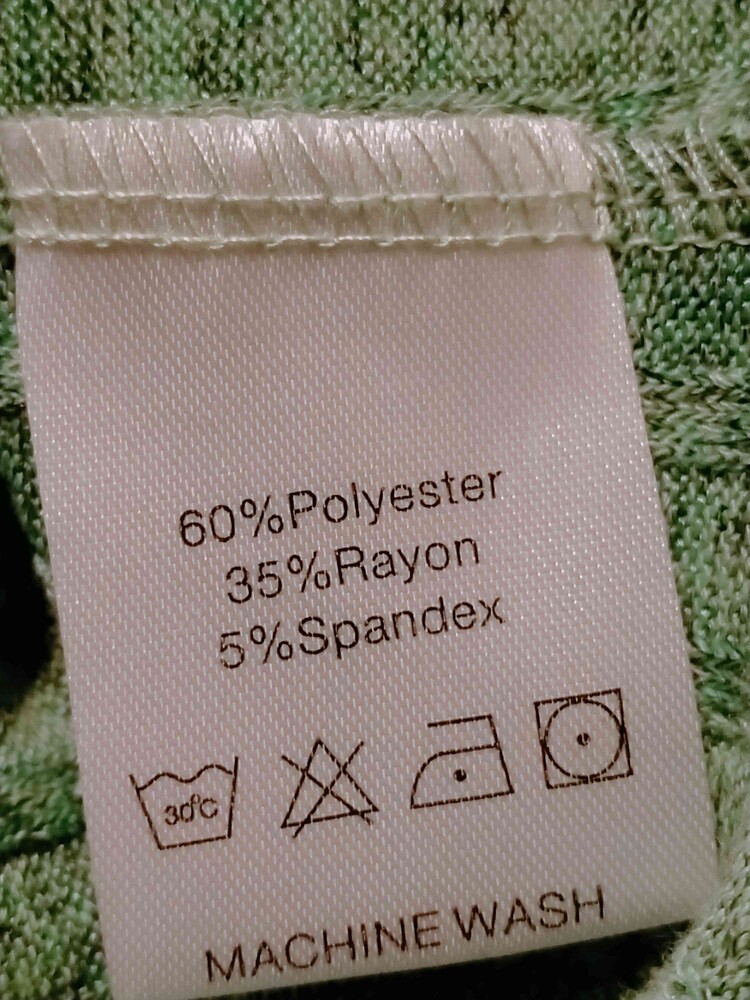 60%Polyester
35%Rayon
5%Spandex
30°C
MACHINE WASH